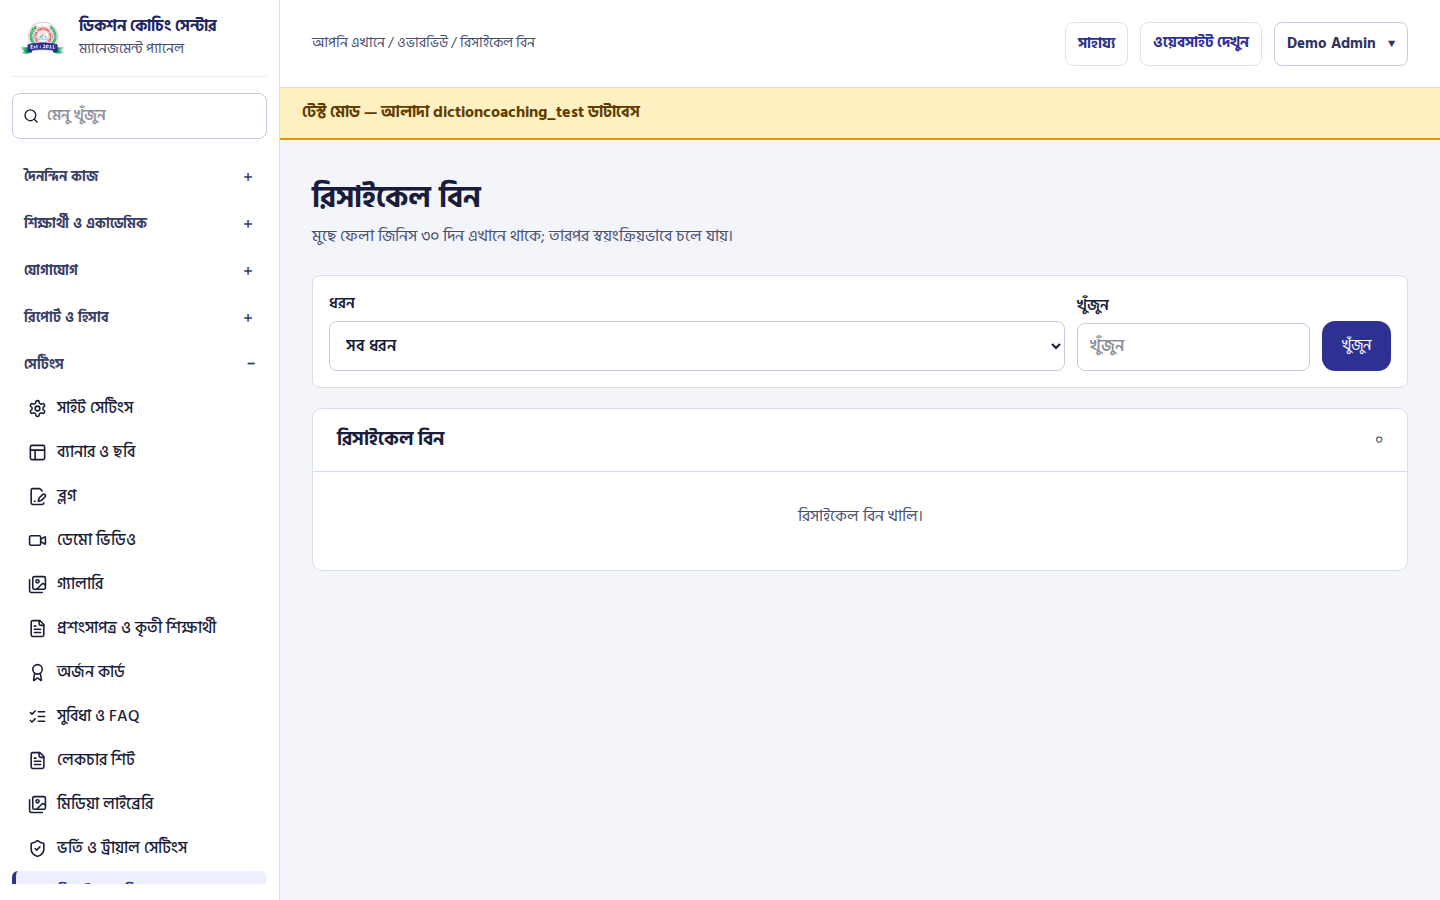 ডিকশন কোচিং সেন্টার
ম্যানেজমেন্ট প্যানেল
Est : 2011
মেনু খুঁজুন
দৈনন্দিন কাজ +
শিক্ষার্থী ও একাডেমিক +
যোগাযোগ +
রিপোর্ট ও হিসাব +
সেটিংস −
সাইট সেটিংস
ব্যানার ও ছবি
ব্লগ
ডেমো ভিডিও
গ্যালারি
প্রশংসাপত্র ও কৃতী শিক্ষার্থী
অর্জন কার্ড
সুবিধা ও FAQ
লেকচার শিট
মিডিয়া লাইব্রেরি
ভর্তি ও ট্রায়াল সেটিংস
আপনি এখানে / ওভারভিউ / রিসাইকেল বিন
সাহায্য
ওয়েবসাইট দেখুন
Demo Admin ▾
টেস্ট মোড — আলাদা dictioncoaching_test ডাটাবেস
রিসাইকেল বিন
মুছে ফেলা জিনিস ৩০ দিন এখানে থাকে; তারপর স্বয়ংক্রিয়ভাবে চলে যায়।
ধরন
সব ধরন
খুঁজুন
খুঁজুন
খুঁজুন
রিসাইকেল বিন ০
রিসাইকেল বিন খালি।